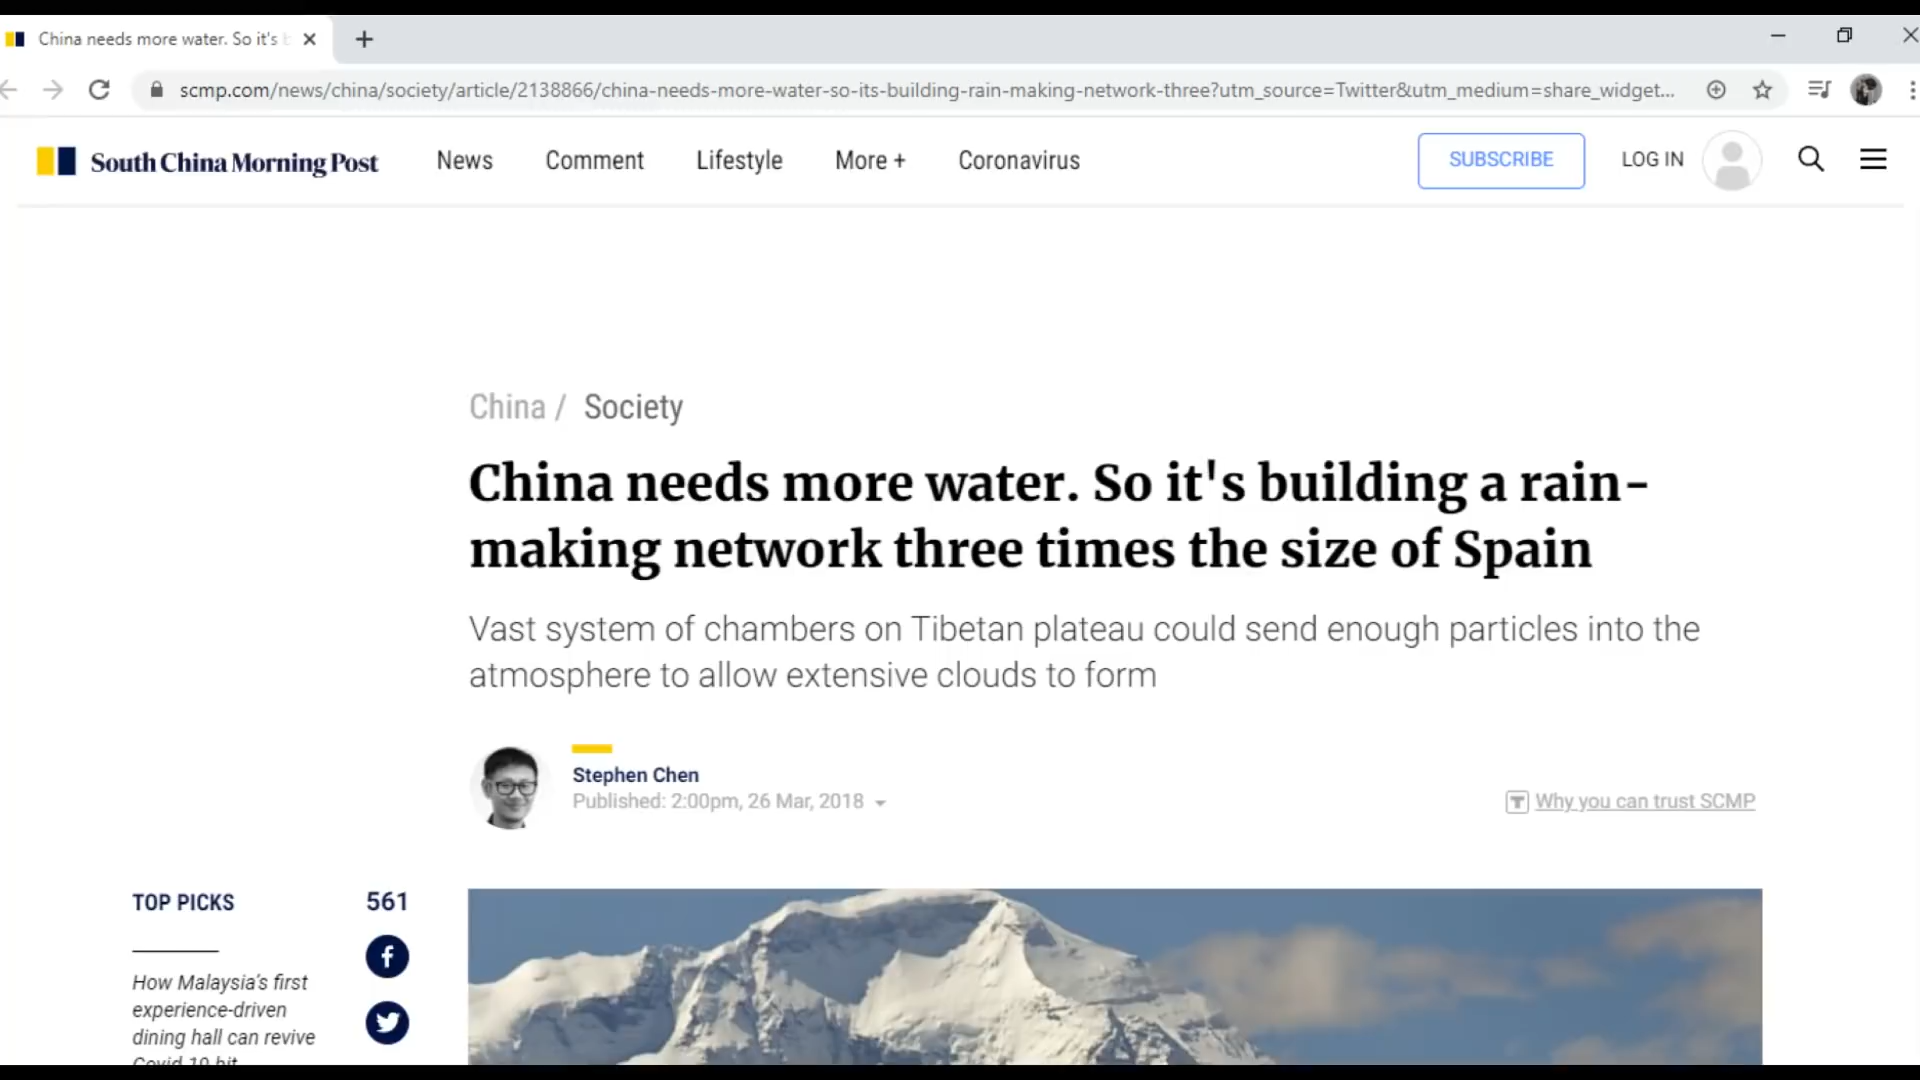 China needs more water. So it's
scmp.com/news/china/society/article/2138866/china-needs-more-water-so-its-building-rain-making-network-three?utm_source=Twitter&utm_medium=share_widget...
South China Morning Post
News
Comment
Lifestyle
More +
Coronavirus
SUBSCRIBE
LOG IN
China / Society
China needs more water. So it's building a rain-
making network three times the size of Spain
Vast system of chambers on Tibetan plateau could send enough particles into the
atmosphere to allow extensive clouds to form
Stephen Chen
Published: 2:00pm, 26 Mar, 2018
Why you can trust SCMP
TOP PICKS
561
How Malaysia's first
experience-driven
dining hall can revive
Covid-19 hit